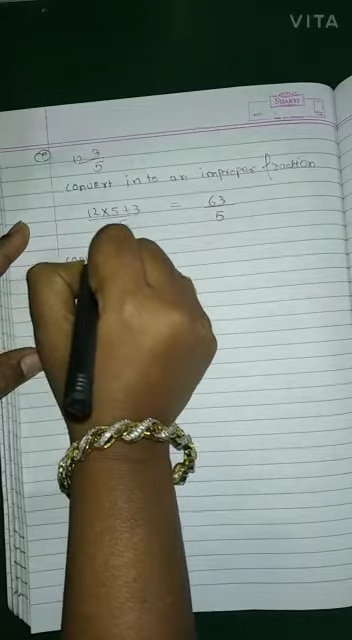 VITA
12 3/5
convert in to an improper fraction
12×5+3 = 63/5